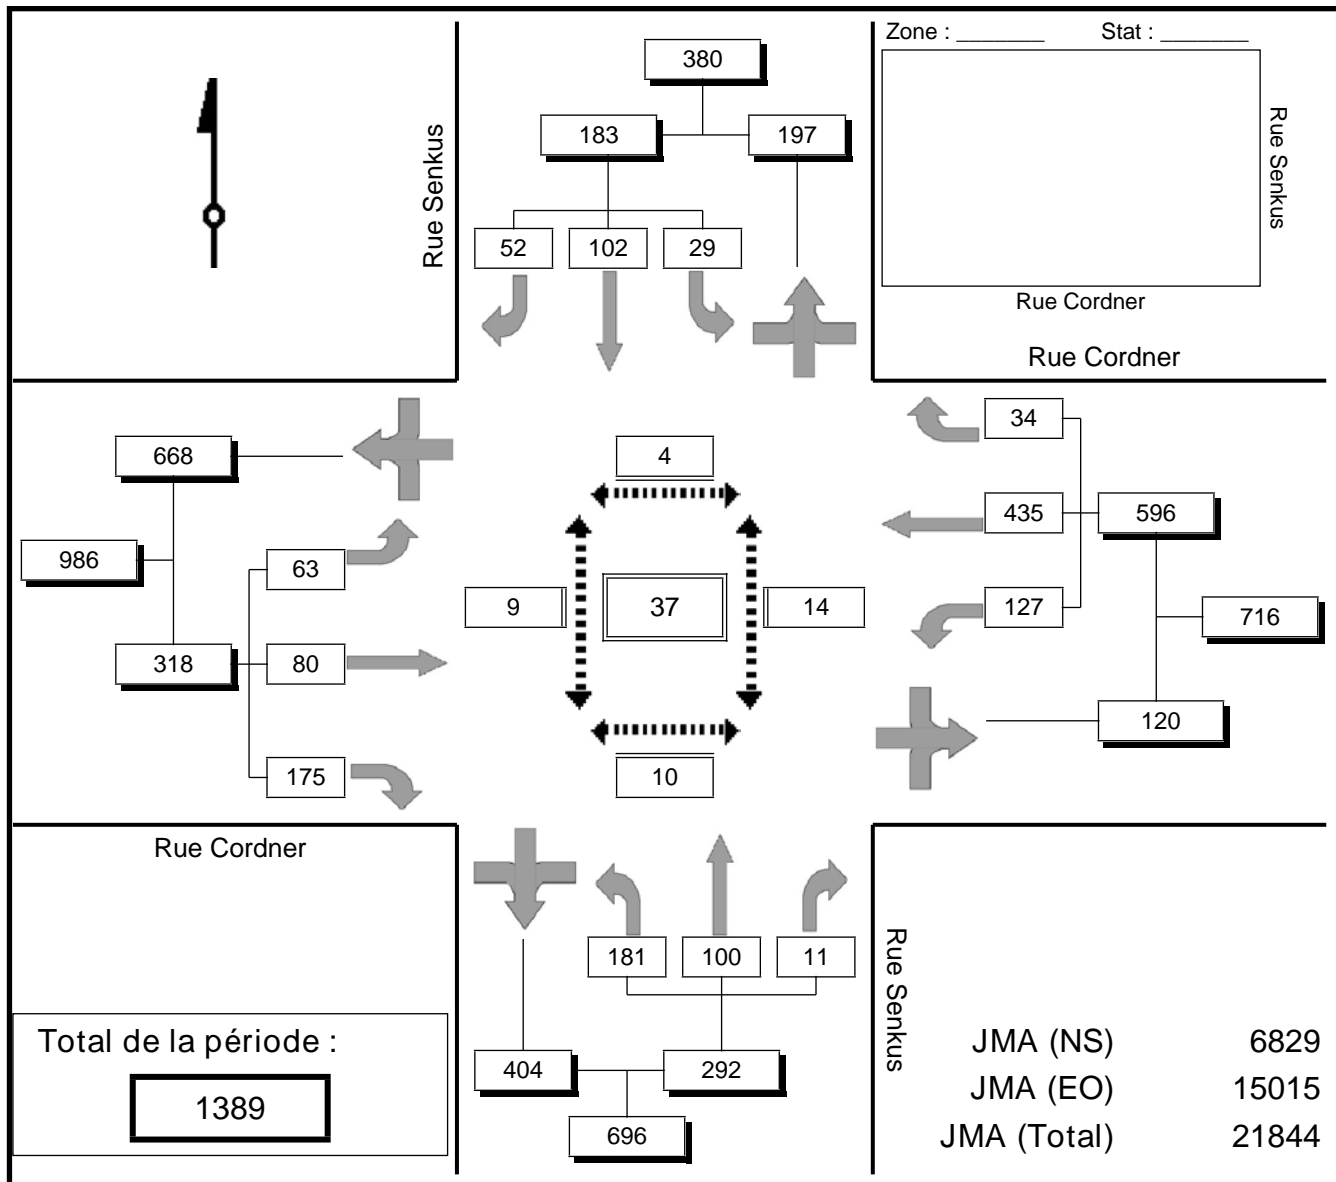 Zone : _______ Stat : _______
380
183
197
Rue Senkus
Rue Senkus
52
102
29
Rue Cordner
Rue Cordner
34
668
4
435
596
986
63
9
37
14
127
716
318
80
120
175
10
Rue Cordner
181
100
11
Rue Senkus
Total de la période :
1389
404
292
696
JMA (NS) 6829
JMA (EO) 15015
JMA (Total) 21844